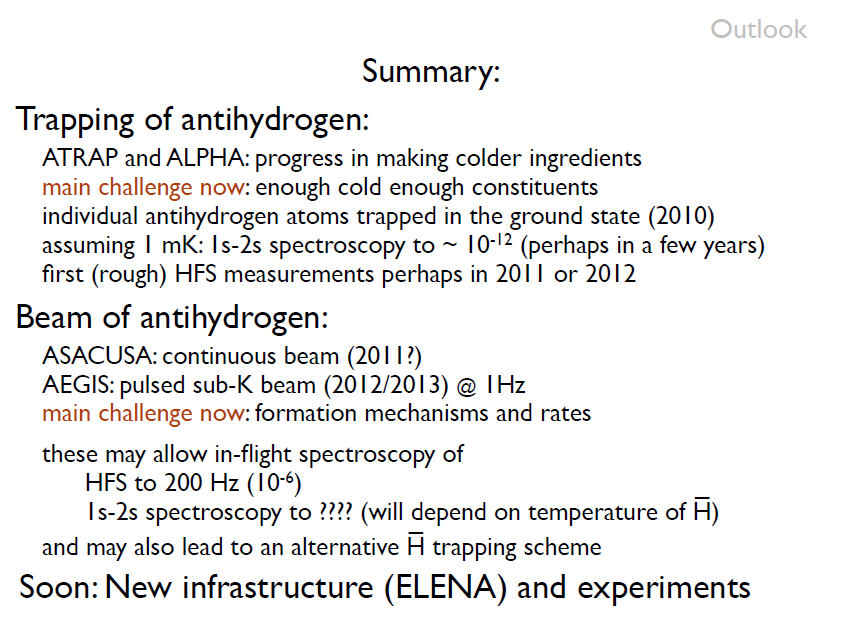 Outlook
Summary:
Trapping of antihydrogen:
ATRAP and ALPHA: progress in making colder ingredients
main challenge now: enough cold enough constituents
individual antihydrogen atoms trapped in the ground state (2010)
assuming 1 mK: 1s-2s spectroscopy to ~ 10⁻¹² (perhaps in a few years)
first (rough) HFS measurements perhaps in 2011 or 2012
Beam of antihydrogen:
ASACUSA: continuous beam (2011?)
AEGIS: pulsed sub-K beam (2012/2013) @ 1Hz
main challenge now: formation mechanisms and rates
these may allow in-flight spectroscopy of
HFS to 200 Hz (10⁻⁶)
1s-2s spectroscopy to ???? (will depend on temperature of H̅)
and may also lead to an alternative H̅ trapping scheme
Soon: New infrastructure (ELENA) and experiments